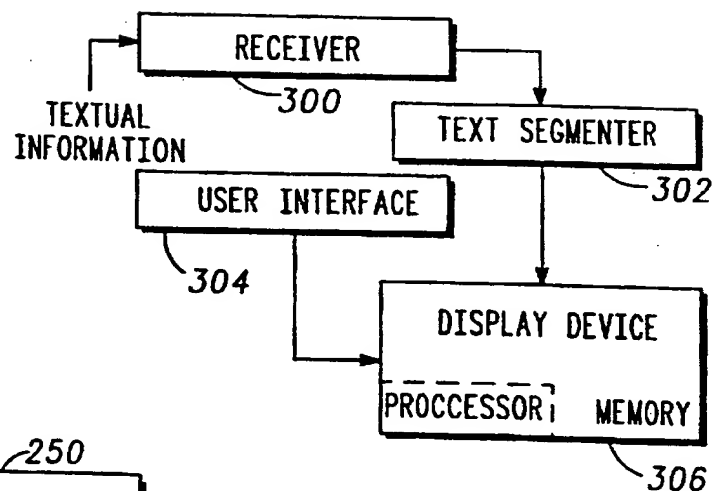 RECEIVER
300
TEXTUAL
INFORMATION
TEXT SEGMENTER
302
USER INTERFACE
304
DISPLAY DEVICE
PROCCESSOR
MEMORY
306
250